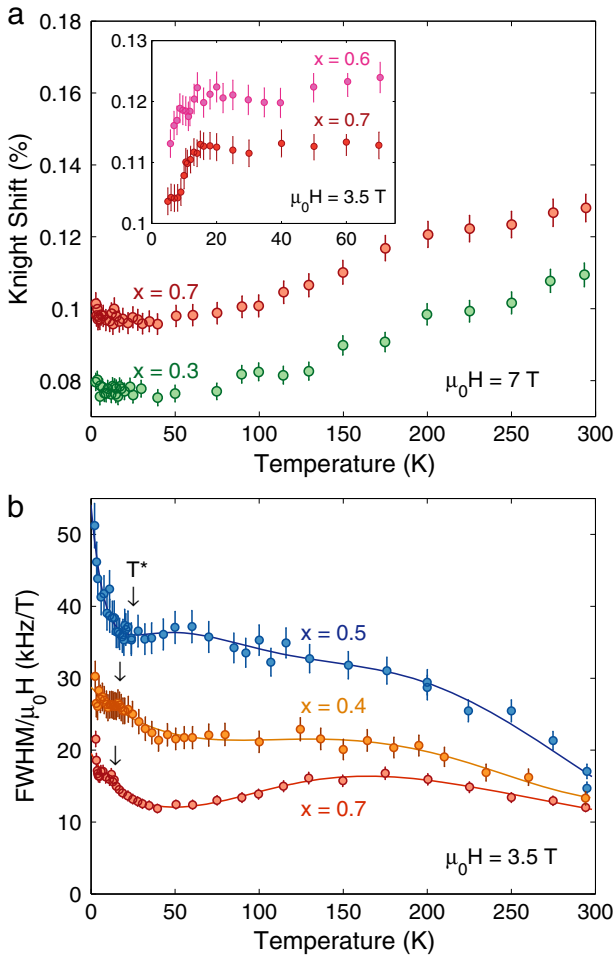 a
0.18
0.16
0.14
0.12
0.1
0.08
Knight Shift (%)
0.13
0.12
0.11
0.1
x = 0.6
x = 0.7
μ₀H = 3.5 T
0 20 40 60
x = 0.7
x = 0.3
μ₀H = 7 T
0 50 100 150 200 250 300
Temperature (K)
b
50
40
30
20
10
0
FWHM/μ₀H (kHz/T)
T*
x = 0.5
x = 0.4
x = 0.7
μ₀H = 3.5 T
0 50 100 150 200 250 300
Temperature (K)